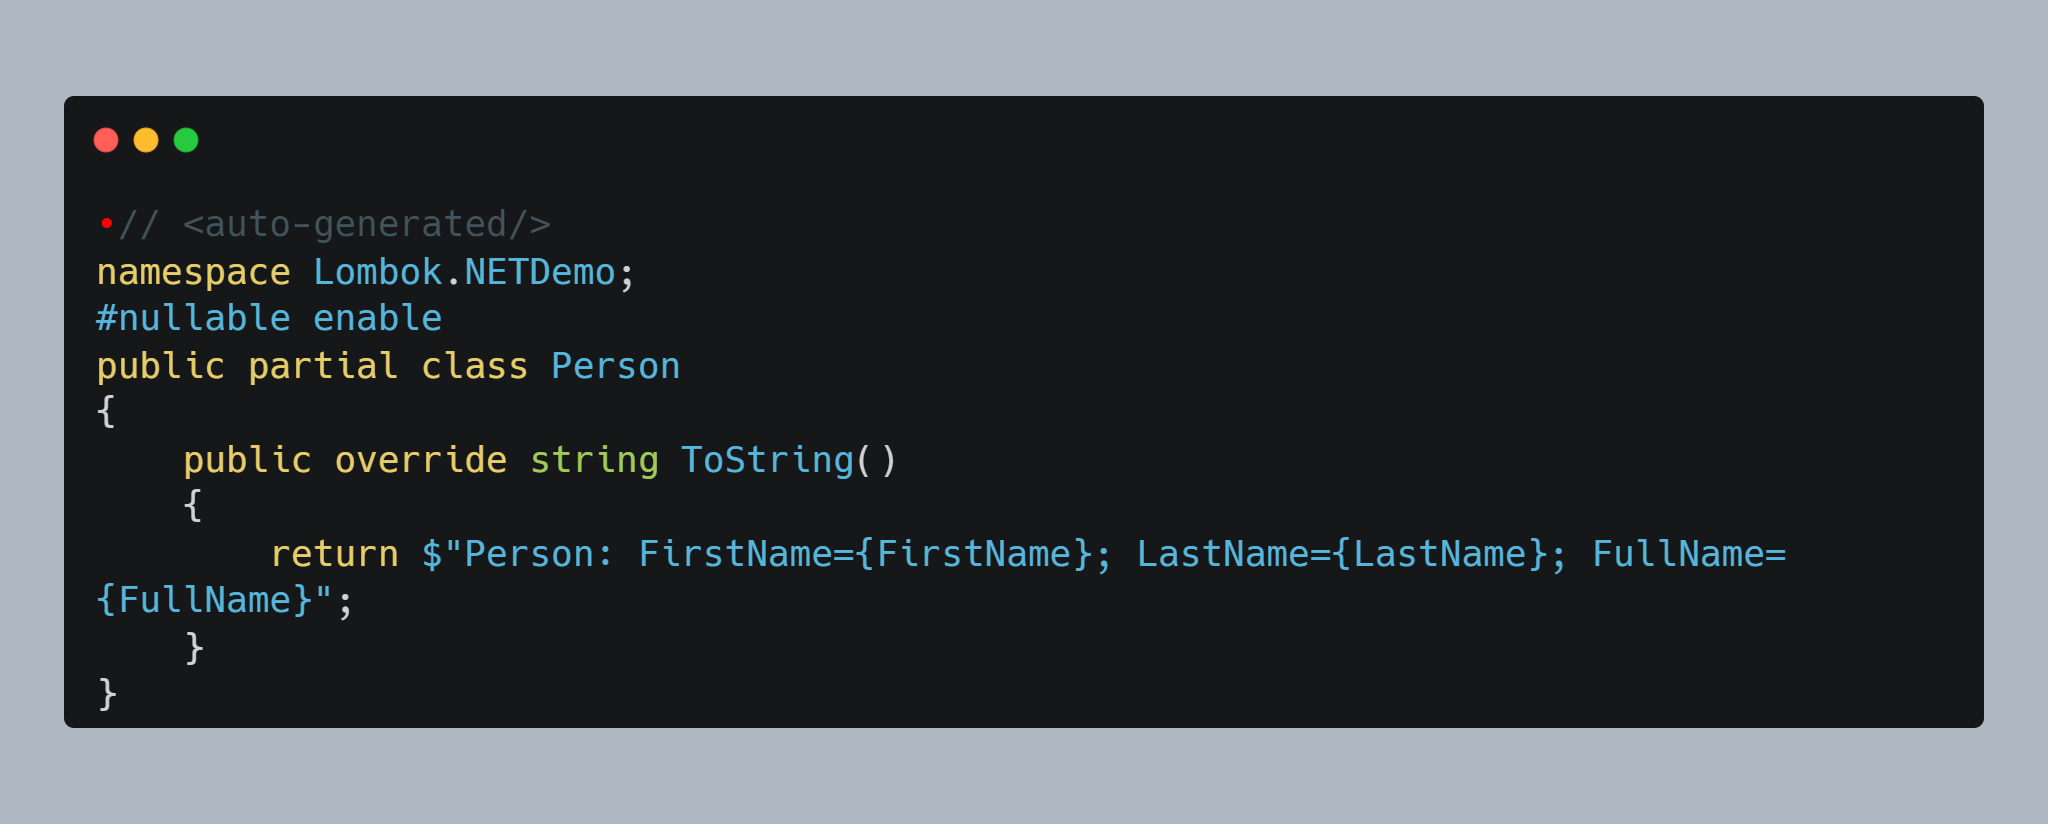 •// <auto-generated/>
namespace Lombok.NETDemo;
#nullable enable
public partial class Person
{
    public override string ToString()
    {
        return $"Person: FirstName={FirstName}; LastName={LastName}; FullName=
{FullName}";
    }
}